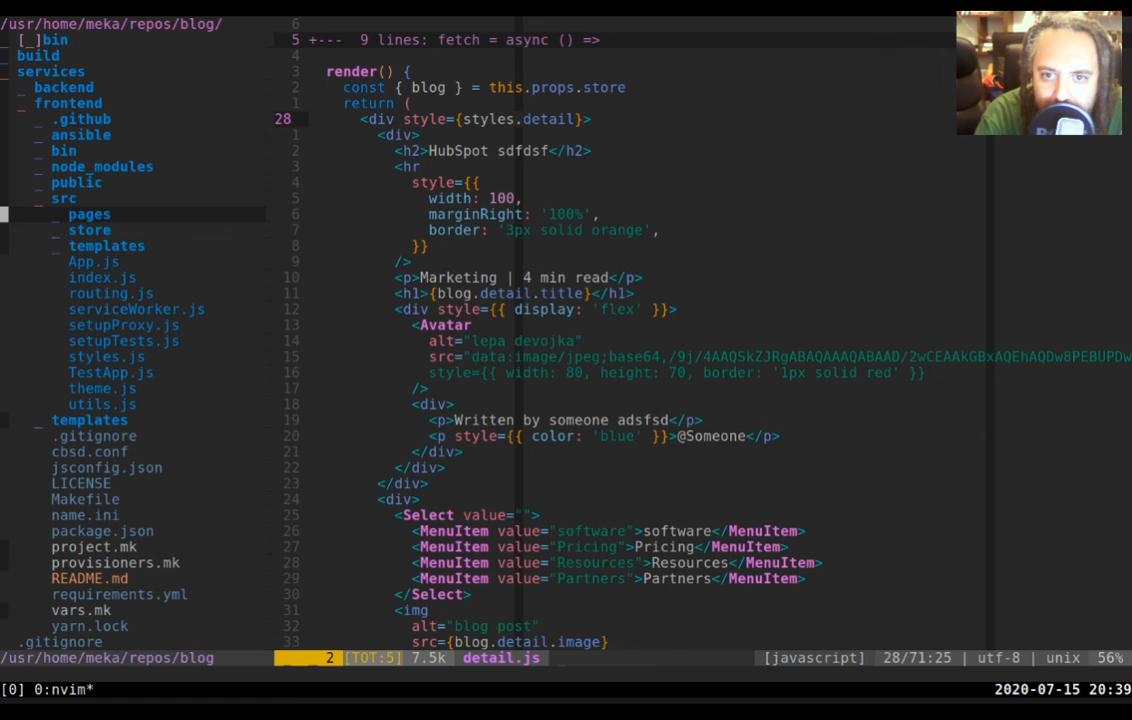 /usr/home/meka/repos/blog/
[_]bin
build
services
_ backend
_ frontend
_ .github
_ ansible
_ bin
_ node_modules
_ public
_ src
_ pages
_ store
_ templates
App.js
index.js
routing.js
serviceWorker.js
setupProxy.js
setupTests.js
styles.js
TestApp.js
theme.js
utils.js
_ templates
.gitignore
cbsd.conf
jsconfig.json
LICENSE
Makefile
name.ini
package.json
project.mk
provisioners.mk
README.md
requirements.yml
vars.mk
yarn.lock
.gitignore
/usr/home/meka/repos/blog
6
5 +--- 9 lines: fetch = async () =>
4
3 render() {
2 const { blog } = this.props.store
1 return (
28 <div style={styles.detail}>
1 <div>
2 <h2>HubSpot sdfdsf</h2>
3 <hr
4 style={{
5 width: 100,
6 marginRight: '100%',
7 border: '3px solid orange',
8 }}
9 />
10 <p>Marketing | 4 min read</p>
11 <h1>{blog.detail.title}</h1>
12 <div style={{ display: 'flex' }}>
13 <Avatar
14 alt="lepa devojka"
15 src="data:image/jpeg;base64,/9j/4AAQSkZJRgABAQAAAQABAAD/2wCEAAkGBxAQEhAQDw8PEBUPDw
16 style={{ width: 80, height: 70, border: '1px solid red' }}
17 />
18 <div>
19 <p>Written by someone adsfsd</p>
20 <p style={{ color: 'blue' }}>@Someone</p>
21 </div>
22 </div>
23 </div>
24 <div>
25 <Select value="">
26 <MenuItem value="software">software</MenuItem>
27 <MenuItem value="Pricing">Pricing</MenuItem>
28 <MenuItem value="Resources">Resources</MenuItem>
29 <MenuItem value="Partners">Partners</MenuItem>
30 </Select>
31 <img
32 alt="blog post"
33 src={blog.detail.image}
_ _ 2 [TOT:5] 7.5k detail.js _ [javascript] 28/71:25 | utf-8 | unix 56%
[0] 0:nvim* 2020-07-15 20:39